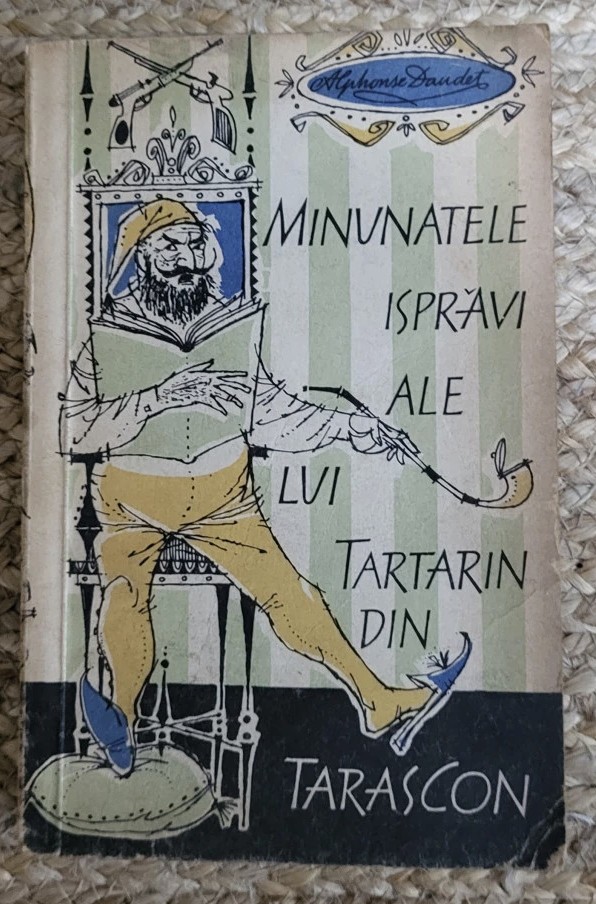 Alphonse Daudet
MINUNATELE
ISPRĂVI
ALE
LUI
TARTARIN
DIN
TARASCON